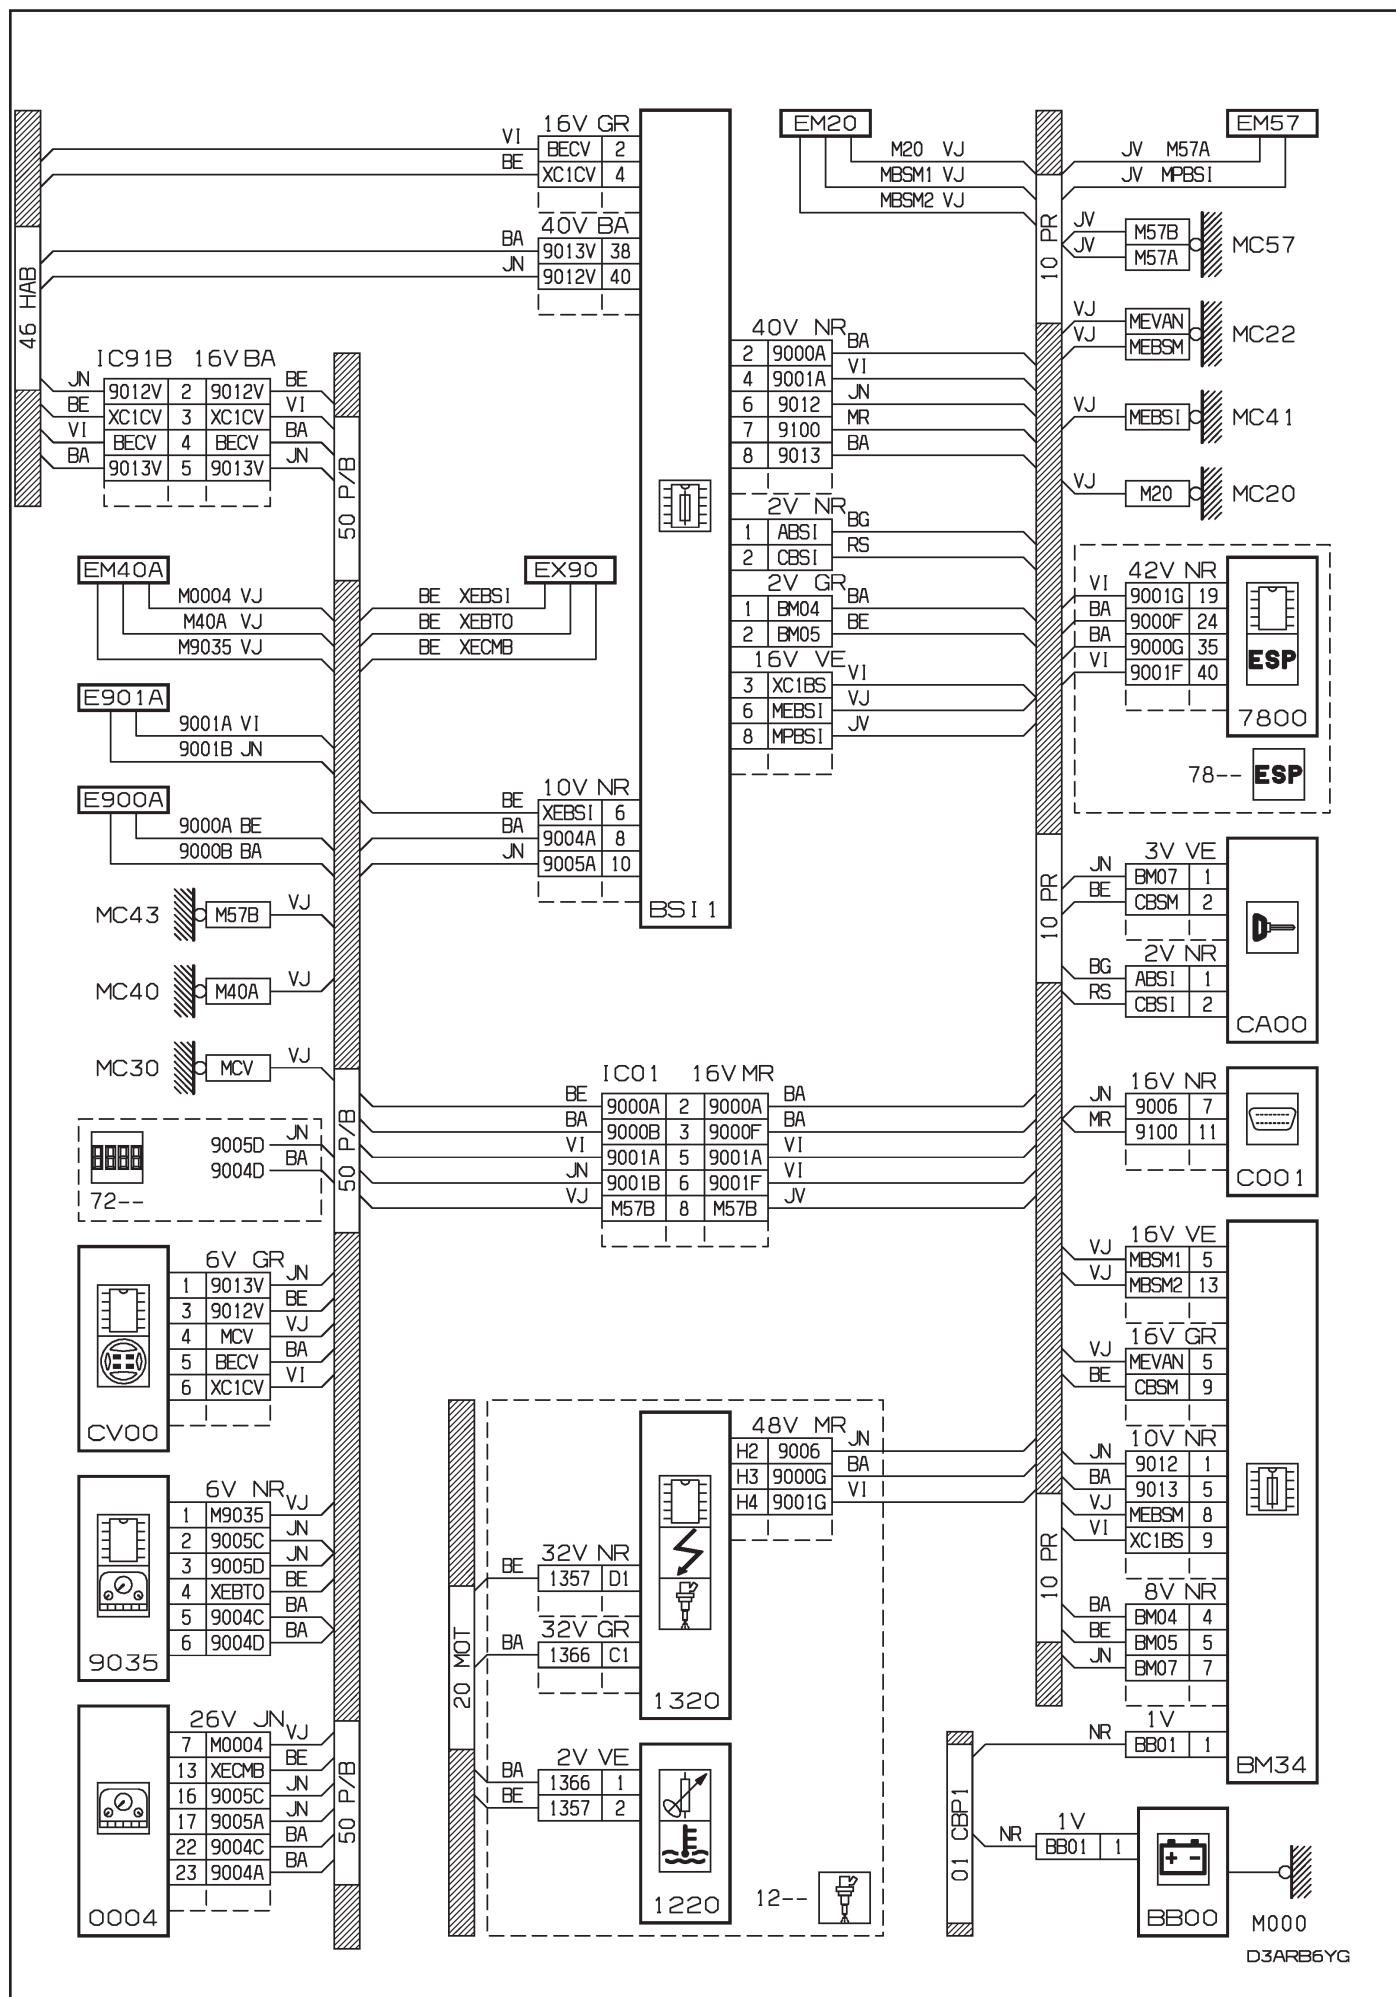 16V GR
VI BECV 2
BE XC1CV 4
40V BA
BA 9013V 38
JN 9012V 40
46 HAB
IC91B 16V BA
JN 9012V 2 9012V BE
BE XC1CV 3 XC1CV VI
VI BECV 4 BECV BA
BA 9013V 5 9013V JN
50 P/B
EM40A
M0004 VJ
M40A VJ
M9035 VJ
EX90
BE XEBSI
BE XEBTO
BE XECMB
E901A
9001A VI
9001B JN
E900A
9000A BE
9000B BA
10V NR
BE XEBSI 6
BA 9004A 8
JN 9005A 10
BSI1
40V NR
2 9000A BA
4 9001A VI
6 9012 JN
7 9100 MR
8 9013 BA
2V NR
1 ABSI BG
2 CBSI RS
2V GR
1 BM04 BA
2 BM05 BE
16V VE
3 XC1BS VI
6 MEBSI VJ
8 MPBSI JV
EM20
M20 VJ
MBSM1 VJ
MBSM2 VJ
EM57
JV M57A
JV MPBSI
10 PR
JV M57B
JV M57A
MC57
VJ MEVAN
VJ MEBSM
MC22
VJ MEBSI MC41
VJ M20 MC20
42V NR
VI 9001G 19
BA 9000F 24
BA 9000G 35
VI 9001F 40
ESP
7800
78-- ESP
10 PR
3V VE
JN BM07 1
BE CBSM 2
2V NR
BG ABSI 1
RS CBSI 2
CA00
MC43 M57B VJ
MC40 M40A VJ
MC30 MCV VJ
IC01 16V MR
BE 9000A 2 9000A BA
BA 9000B 3 9000F BA
VI 9001A 5 9001A VI
JN 9001B 6 9001F VI
VJ M57B 8 M57B JV
16V NR
JN 9006 7
MR 9100 11
C001
9005D JN
9004D BA
72--
50 P/B
6V GR
1 9013V JN
3 9012V BE
4 MCV VJ
5 BECV BA
6 XC1CV VI
CV00
6V NR
1 M9035 VJ
2 9005C JN
3 9005D JN
4 XEBTO BE
5 9004C BA
6 9004D BA
9035
26V JN
7 M0004 VJ
13 XECMB BE
16 9005C JN
17 9005A JN
22 9004C BA
23 9004A BA
0004
50 P/B
48V MR
H2 9006 JN
H3 9000G BA
H4 9001G VI
32V NR
BE 1357 D1
32V GR
BA 1366 C1
1320
20 MOT
2V VE
BA 1366 1
BE 1357 2
1220
12--
16V VE
VJ MBSM1 5
VJ MBSM2 13
16V GR
VJ MEVAN 5
BE CBSM 9
10V NR
JN 9012 1
BA 9013 5
VJ MEBSM 8
VI XC1BS 9
10 PR
8V NR
BA BM04 4
BE BM05 5
JN BM07 7
1V
NR BB01 1
BM34
01 CBP1
1V
NR BB01 1
+ -
BB00
M000
D3ARB6YG